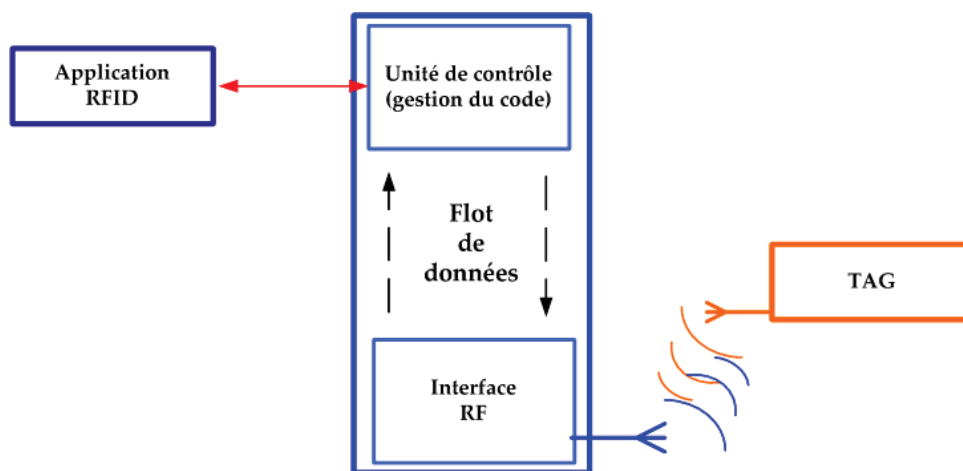 Application
RFID
Unité de contrôle
(gestion du code)
Flot
de
données
TAG
Interface
RF